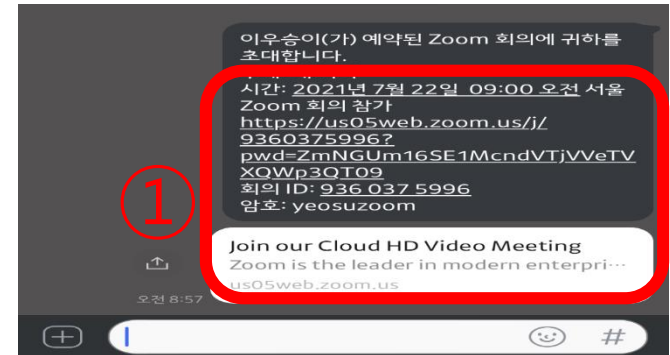 이우승이(가) 예약된 Zoom 회의에 귀하를
초대합니다.
시간: 2021년 7월 22일 09:00 오전 서울
Zoom 회의 참가
https://us05web.zoom.us/j/
9360375996?
pwd=ZmNGUm16SE1McndVTjVVeTV
XQWp3QT09
회의 ID: 936 037 5996
암호: yeosuzoom
①
Join our Cloud HD Video Meeting
Zoom is the leader in modern enterpri…
us05web.zoom.us
오전 8:57
#